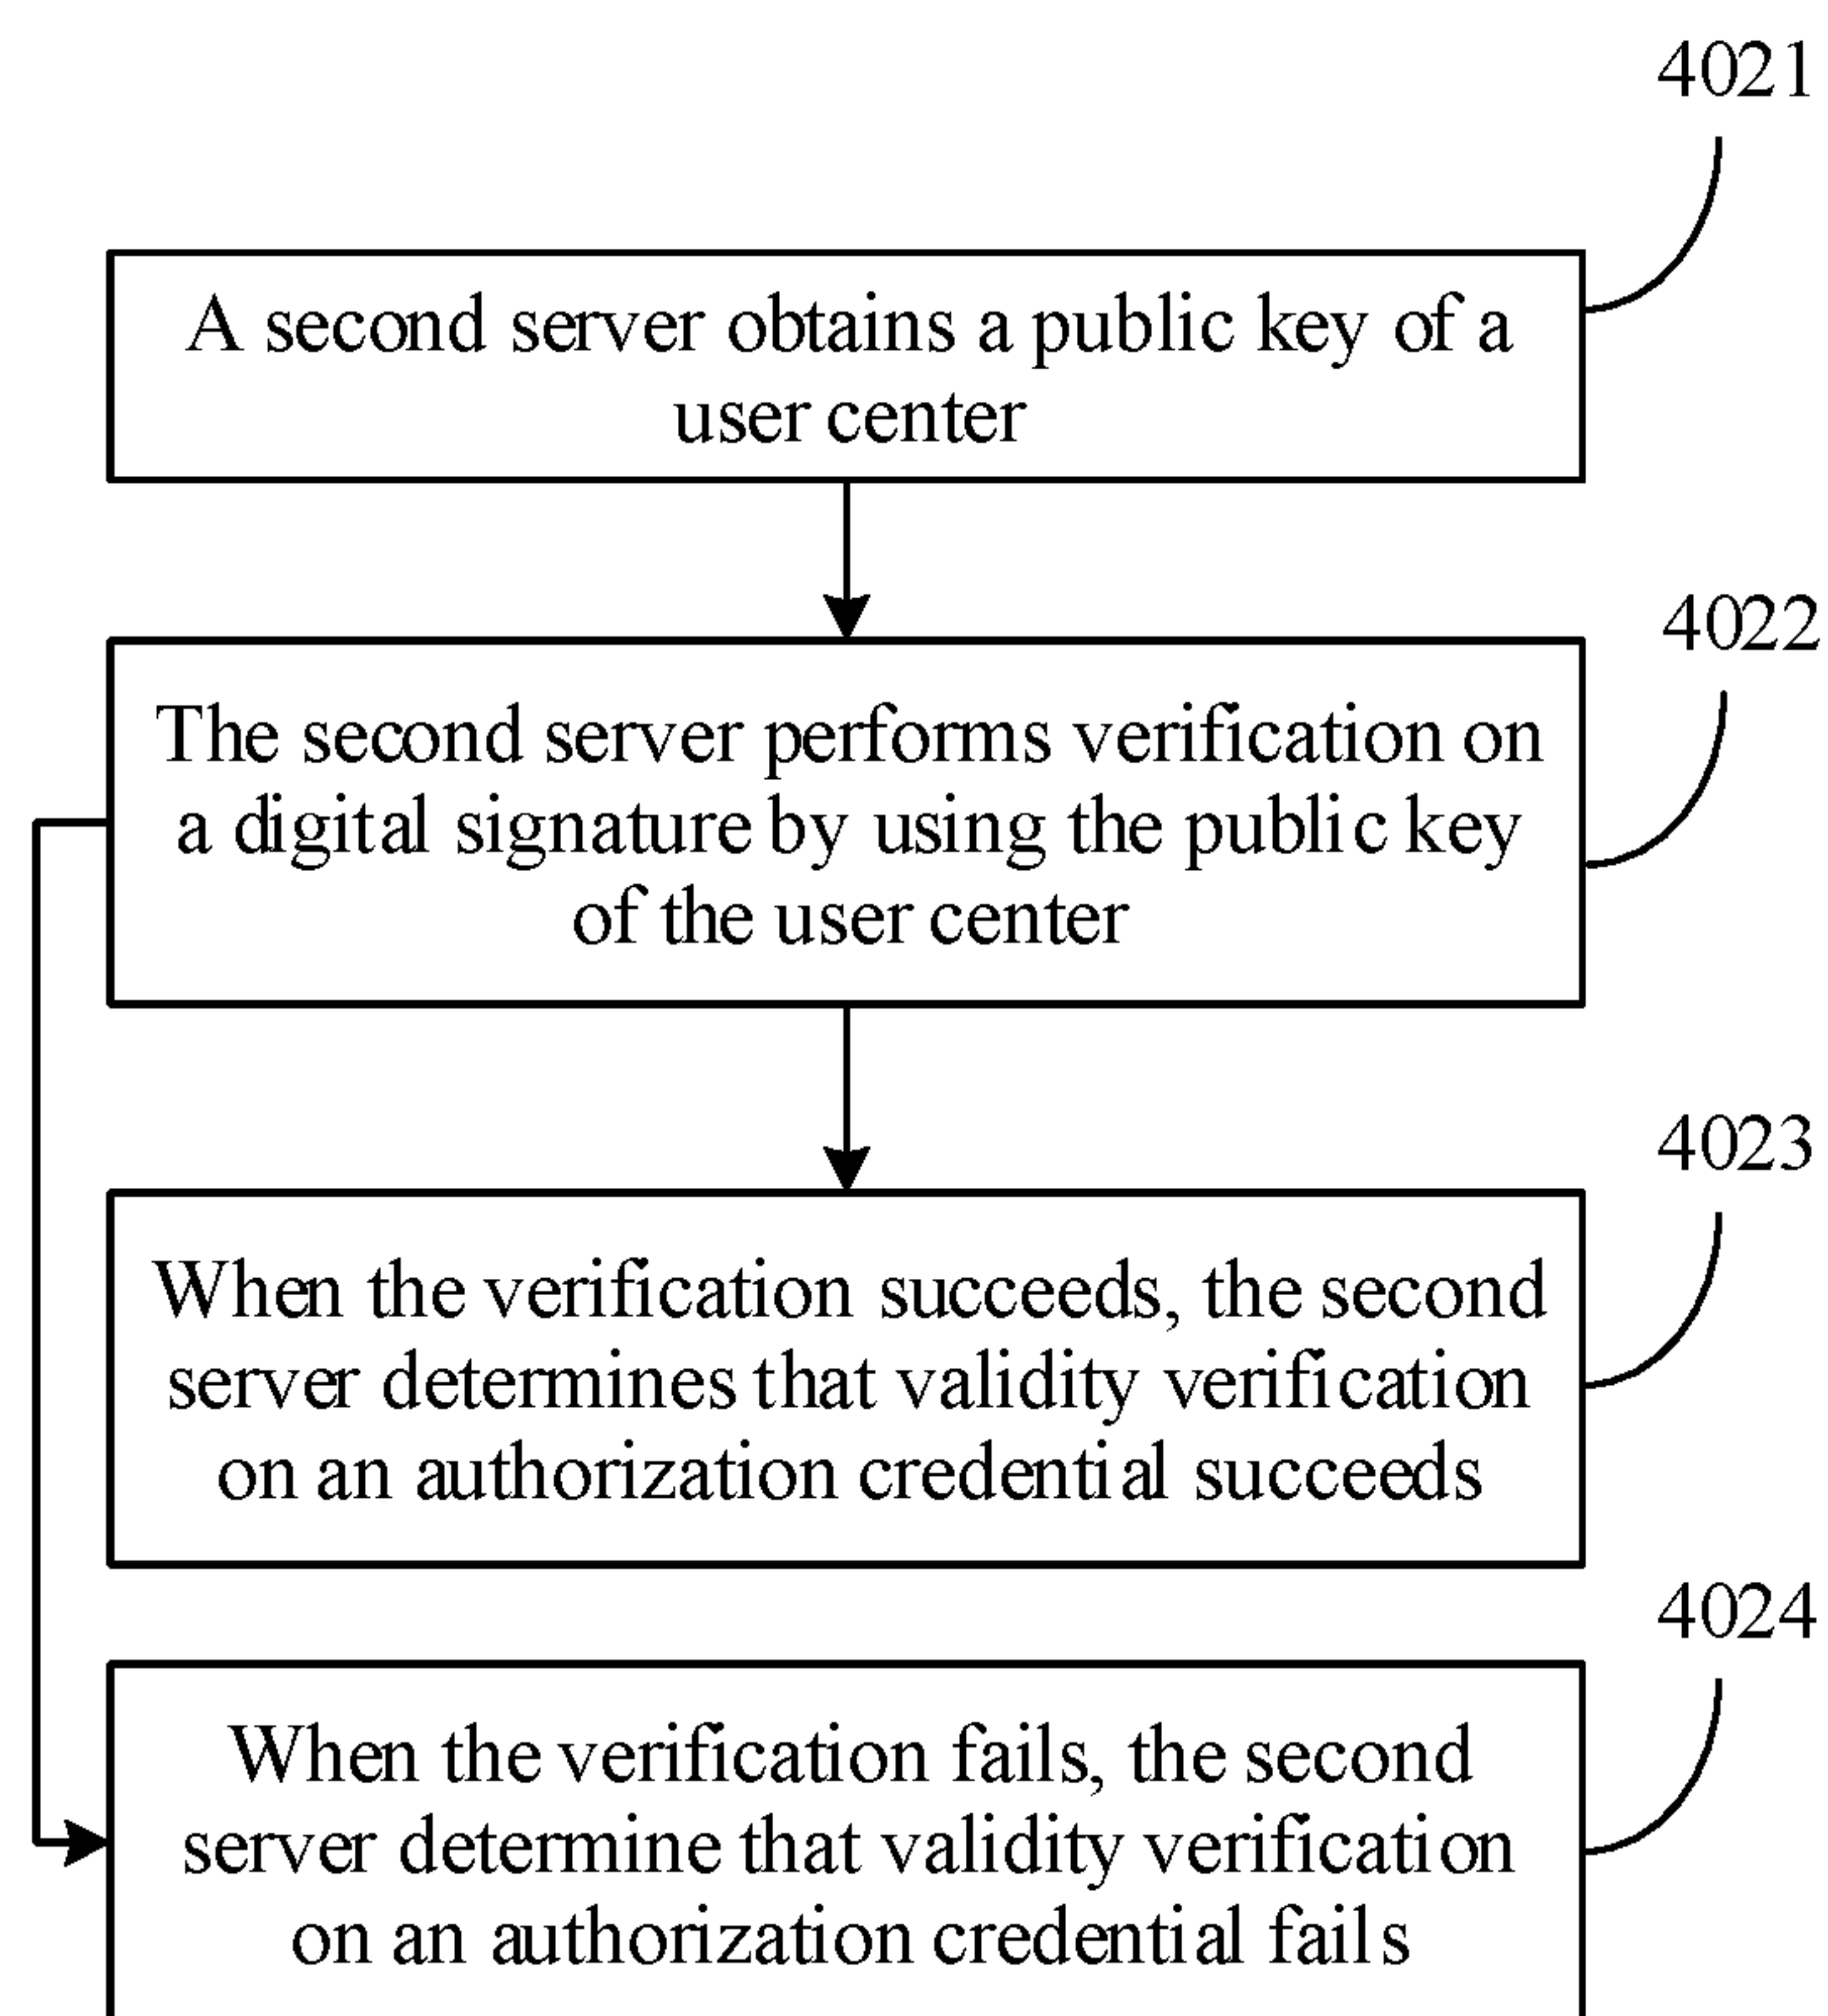 4021
A second server obtains a public key of a
user center
4022
The second server performs verification on
a digital signature by using the public key
of the user center
4023
When the verification succeeds, the second
server determines that validity verification
on an authorization credential succeeds
4024
When the verification fails, the second
server determine that validity verification
on an authorization credential fails